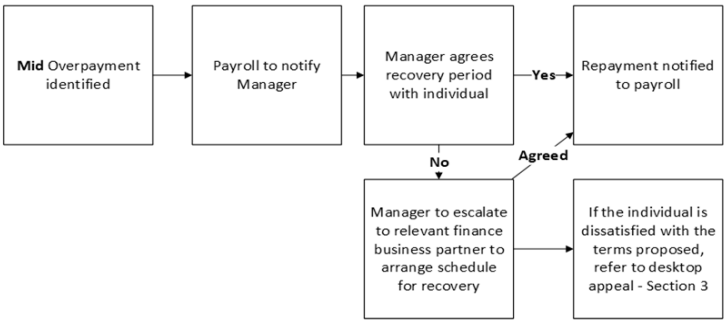 Mid Overpayment
identified
Payroll to notify
Manager
Manager agrees
recovery period
with individual
Yes
Repayment notified
to payroll
No
Agreed
Manager to escalate
to relevant finance
business partner to
arrange schedule
for recovery
If the individual is
dissatisfied with the
terms proposed,
refer to desktop
appeal - Section 3